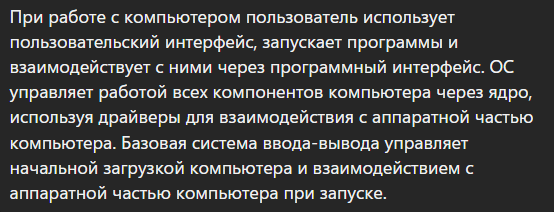 При работе с компьютером пользователь использует
пользовательский интерфейс, запускает программы и
взаимодействует с ними через программный интерфейс. ОС
управляет работой всех компонентов компьютера через ядро,
используя драйверы для взаимодействия с аппаратной частью
компьютера. Базовая система ввода-вывода управляет
начальной загрузкой компьютера и взаимодействием с
аппаратной частью компьютера при запуске.